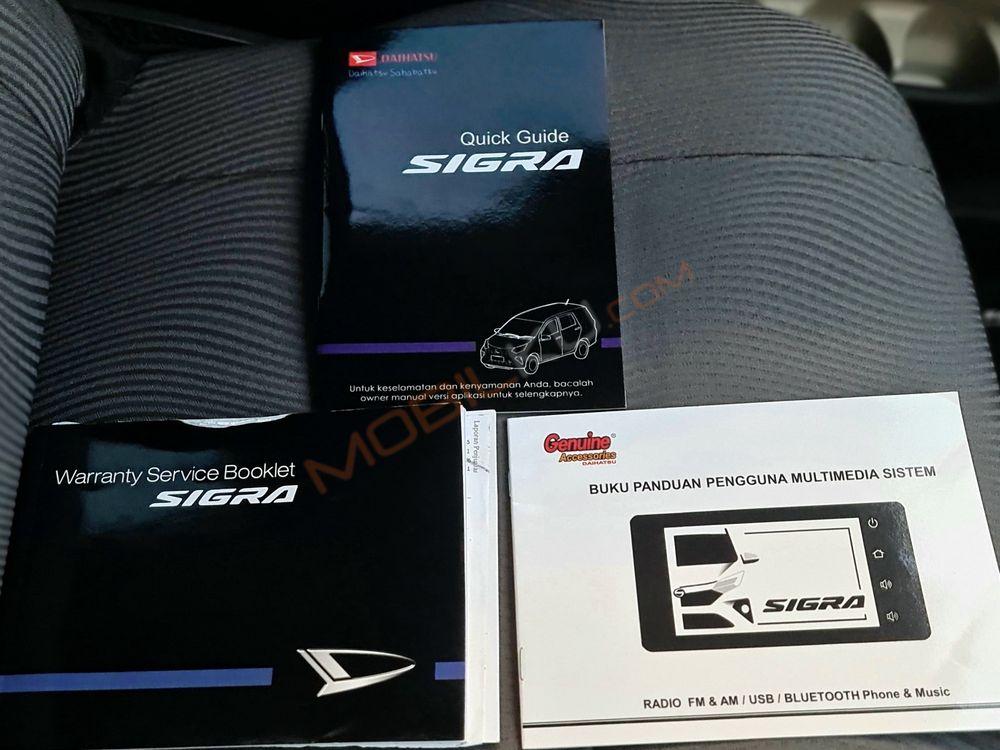 DAIHATSU
Daihatsu Sahabatku
Quick Guide
SIGRA
Untuk keselamatan dan kenyamanan Anda, bacalah
owner manual versi aplikasi untuk selengkapnya.
Warranty Service Booklet
SIGRA
Genuine®
Accessories
DAIHATSU
BUKU PANDUAN PENGGUNA MULTIMEDIA SISTEM
SIGRA
RADIO FM & AM / USB / BLUETOOTH Phone & Music